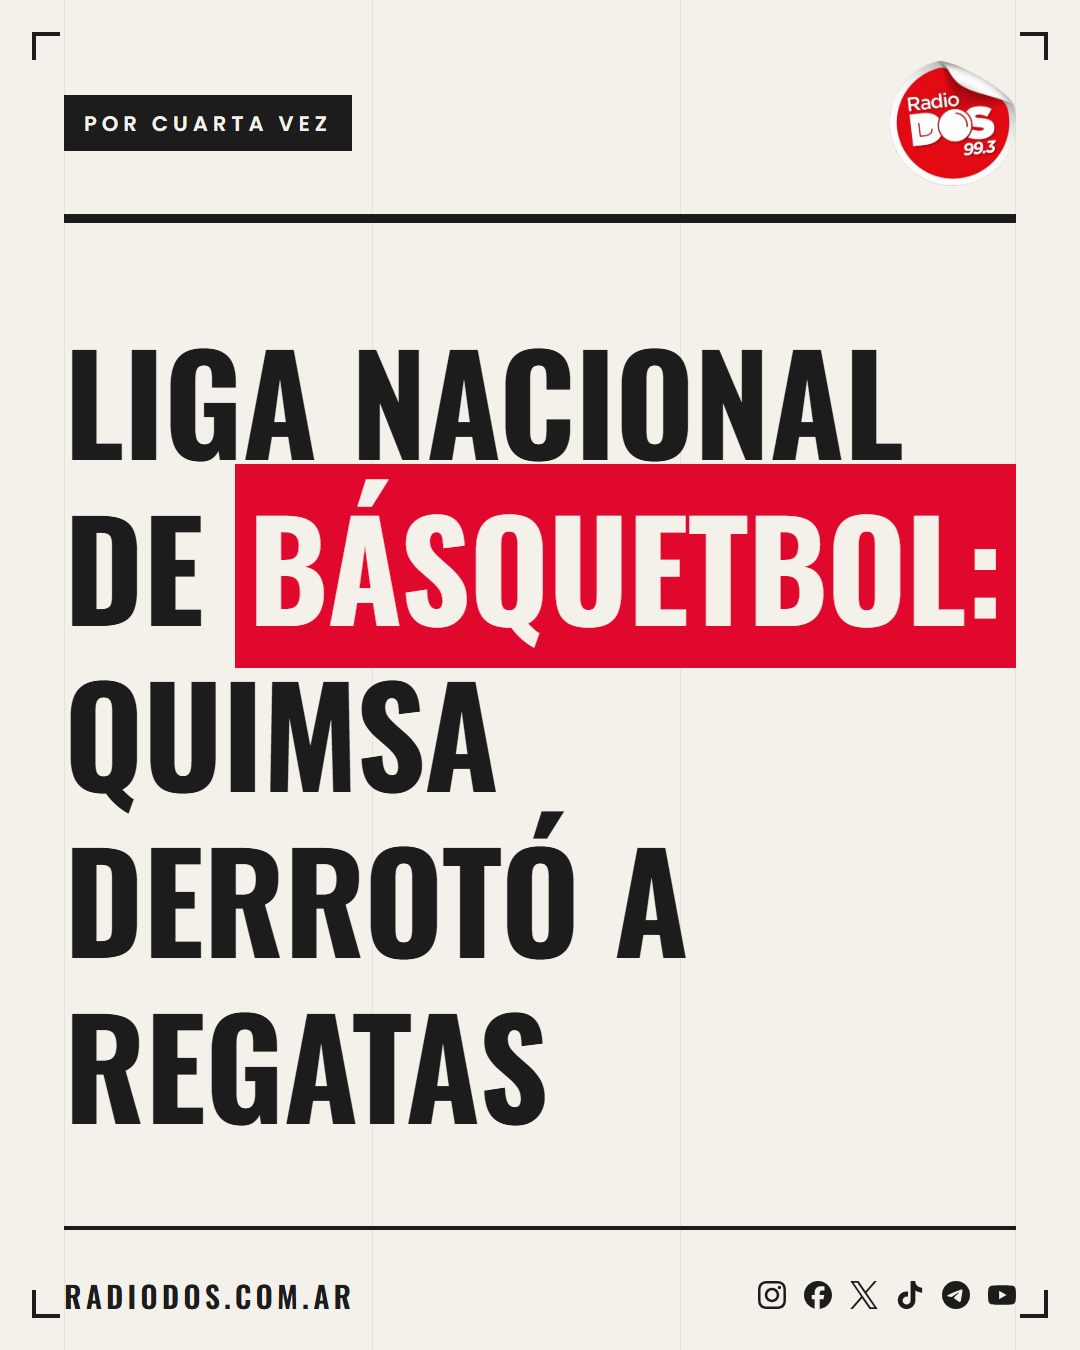 POR CUARTA VEZ
Radio
DOS
99.3
LIGA NACIONAL
DE BÁSQUETBOL:
QUIMSA
DERROTÓ A
REGATAS
RADIODOS.COM.AR